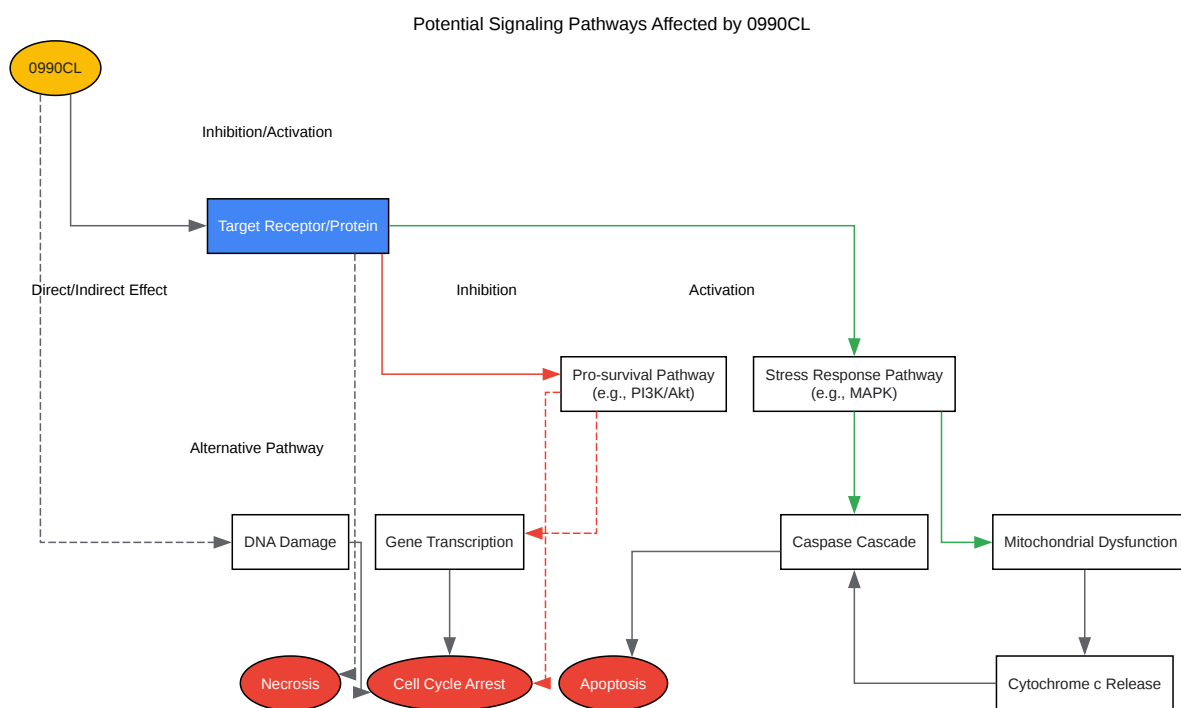 Potential Signaling Pathways Affected by 0990CL
0990CL
Inhibition/Activation
Target Receptor/Protein
Direct/Indirect Effect
Inhibition
Activation
Pro-survival Pathway
(e.g., PI3K/Akt)
Stress Response Pathway
(e.g., MAPK)
Alternative Pathway
DNA Damage
Gene Transcription
Caspase Cascade
Mitochondrial Dysfunction
Necrosis
Cell Cycle Arrest
Apoptosis
Cytochrome c Release